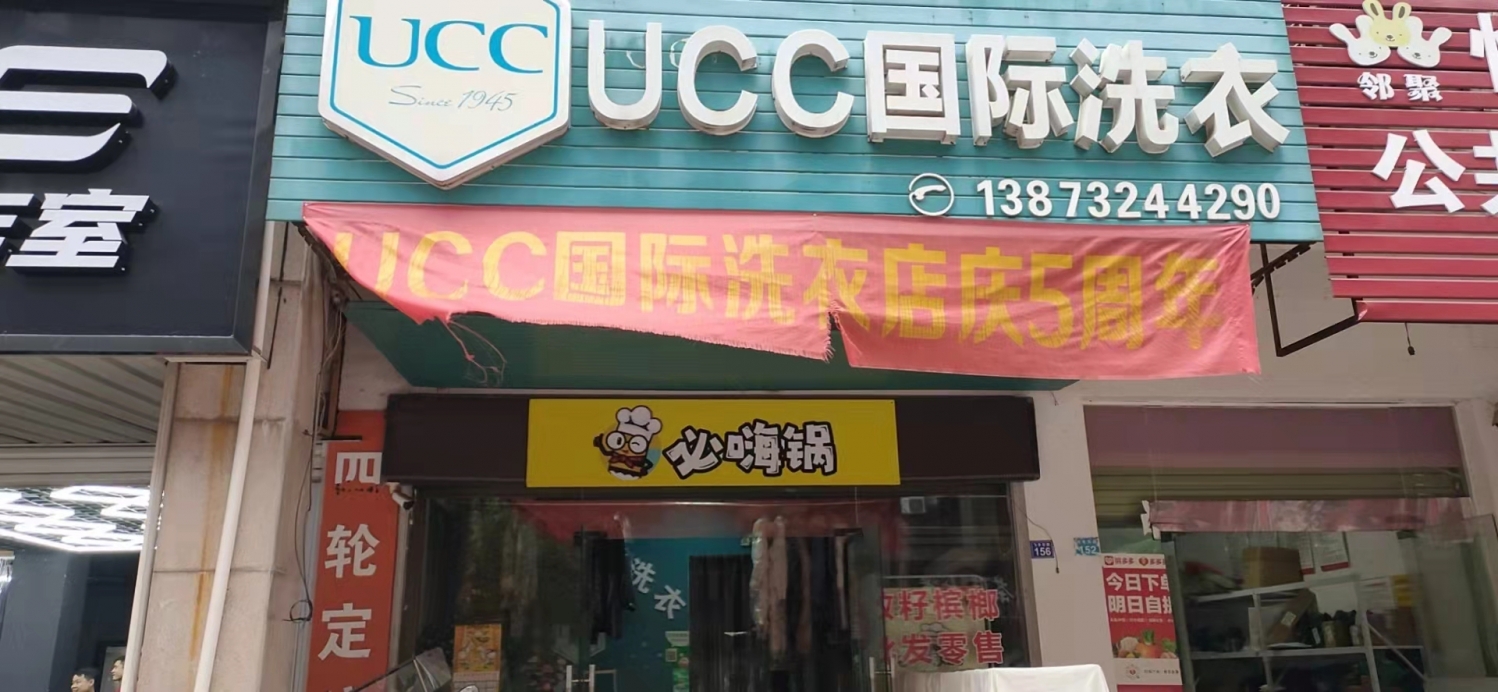 UCC
Since 1945
UCC国际洗衣
13873244290
室
邻聚
公共
UCC国际洗衣店庆5周年
必嗨锅
四轮定
洗衣
籽槟榔
发零售
156
152
今日下单
明日自提